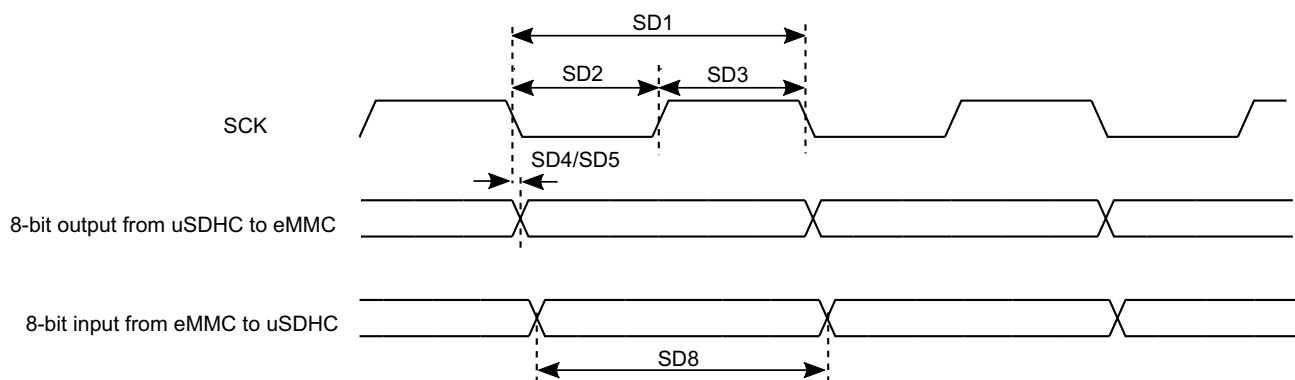 SD1
SD2
SD3
SCK
SD4/SD5
8-bit output from uSDHC to eMMC
8-bit input from eMMC to uSDHC
SD8